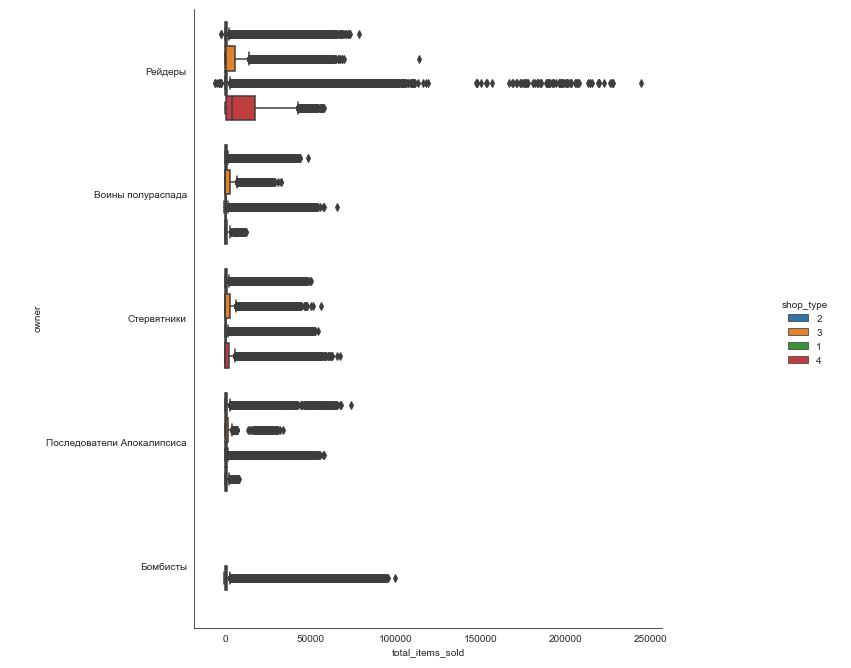 Рейдеры
Воины полураспада
Стервятники
Последователи Апокалипсиса
Бомбисты
owner
0 50000 100000 150000 200000 250000
total_items_sold
shop_type
2
3
1
4